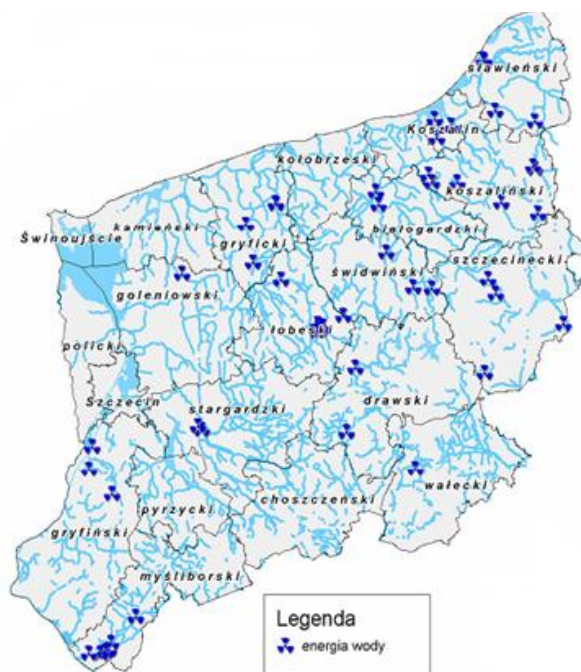 sławieński
Koszalin
kołobrzeski
koszaliński
kamieński
białogardzki
Świnoujście
gryficki
szczecinecki
świdwiński
goleniowski
łobeski
policki
Szczecin
stargardzki
drawski
wałecki
choszczeński
pyrzycki
gryfiński
myśliborski
Legenda
energia wody